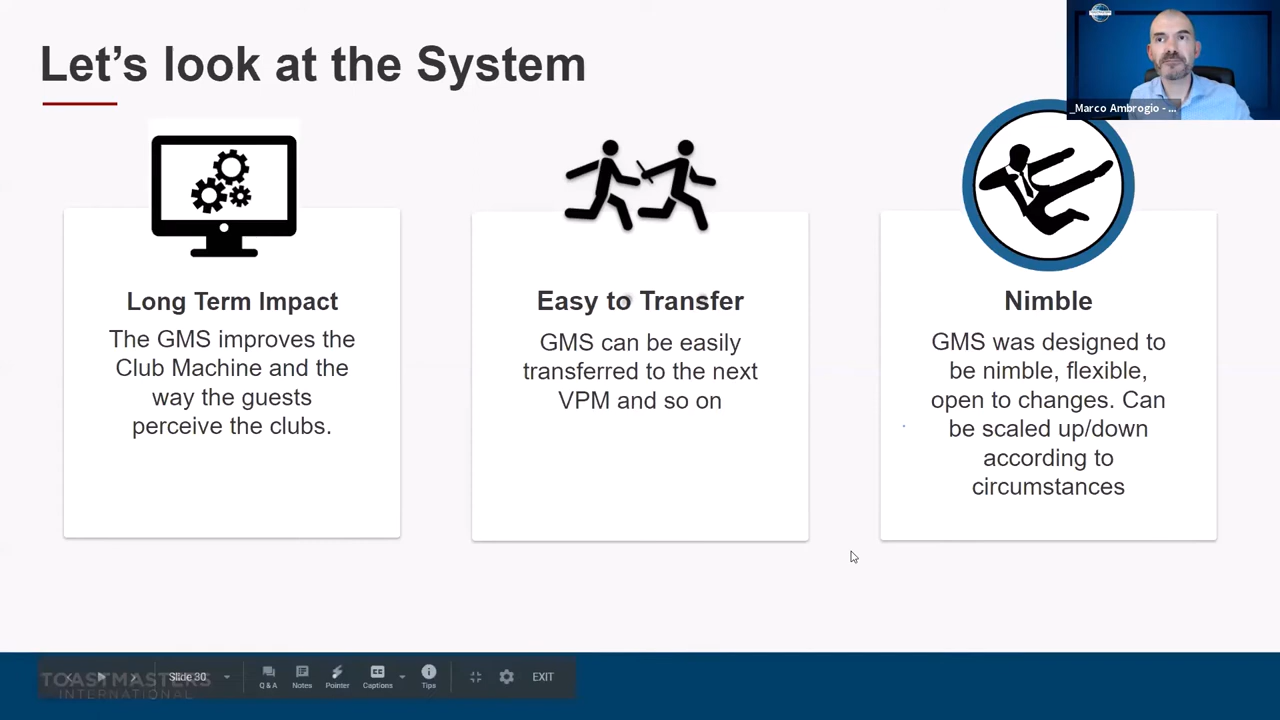 Let's look at the System
_Marco Ambrogio - ...
Long Term Impact
The GMS improves the
Club Machine and the
way the guests
perceive the clubs.
Easy to Transfer
GMS can be easily
transferred to the next
VPM and so on
Nimble
GMS was designed to
be nimble, flexible,
open to changes. Can
be scaled up/down
according to
circumstances
TOASTMASTERS
INTERNATIONAL
Slide 30
Q & A
Notes
Pointer
Captions
Tips
EXIT